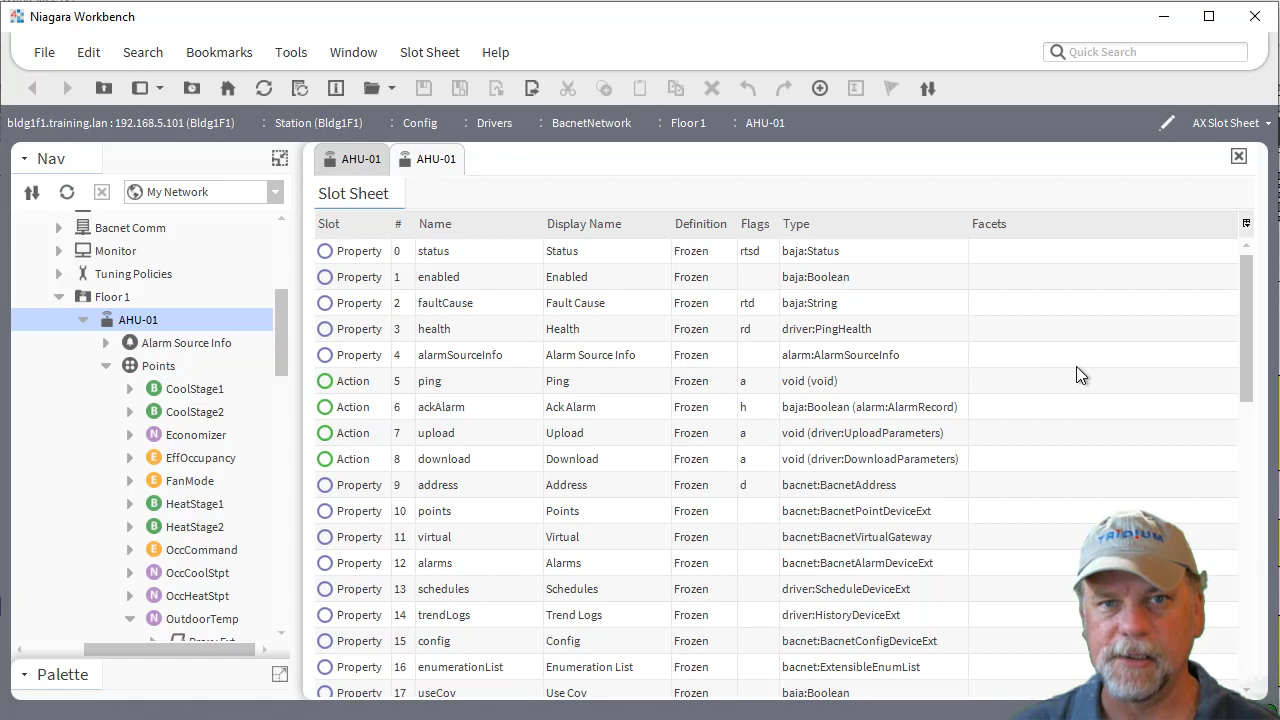 Niagara Workbench
File Edit Search Bookmarks Tools Window Slot Sheet Help Quick Search
bldg1f1.training.lan : 192.168.5.101 (Bldg1F1) : Station (Bldg1F1) : Config : Drivers : BacnetNetwork : Floor 1 : AHU-01 AX Slot Sheet
Nav
My Network
Bacnet Comm
Monitor
Tuning Policies
Floor 1
AHU-01
Alarm Source Info
Points
B CoolStage1
B CoolStage2
N Economizer
E EffOccupancy
E FanMode
B HeatStage1
B HeatStage2
E OccCommand
N OccCoolStpt
N OccHeatStpt
N OutdoorTemp
Palette
AHU-01 AHU-01
Slot Sheet
Slot # Name Display Name Definition Flags Type Facets
Property 0 status Status Frozen rtsd baja:Status
Property 1 enabled Enabled Frozen baja:Boolean
Property 2 faultCause Fault Cause Frozen rtd baja:String
Property 3 health Health Frozen rd driver:PingHealth
Property 4 alarmSourceInfo Alarm Source Info Frozen alarm:AlarmSourceInfo
Action 5 ping Ping Frozen a void (void)
Action 6 ackAlarm Ack Alarm Frozen h baja:Boolean (alarm:AlarmRecord)
Action 7 upload Upload Frozen a void (driver:UploadParameters)
Action 8 download Download Frozen a void (driver:DownloadParameters)
Property 9 address Address Frozen d bacnet:BacnetAddress
Property 10 points Points Frozen bacnet:BacnetPointDeviceExt
Property 11 virtual Virtual Frozen bacnet:BacnetVirtualGateway
Property 12 alarms Alarms Frozen bacnet:BacnetAlarmDeviceExt
Property 13 schedules Schedules Frozen driver:ScheduleDeviceExt
Property 14 trendLogs Trend Logs Frozen driver:HistoryDeviceExt
Property 15 config Config Frozen bacnet:BacnetConfigDeviceExt
Property 16 enumerationList Enumeration List Frozen bacnet:ExtensibleEnumList
Property 17 useCov Use Cov Frozen baja:Boolean
TRIDIUM